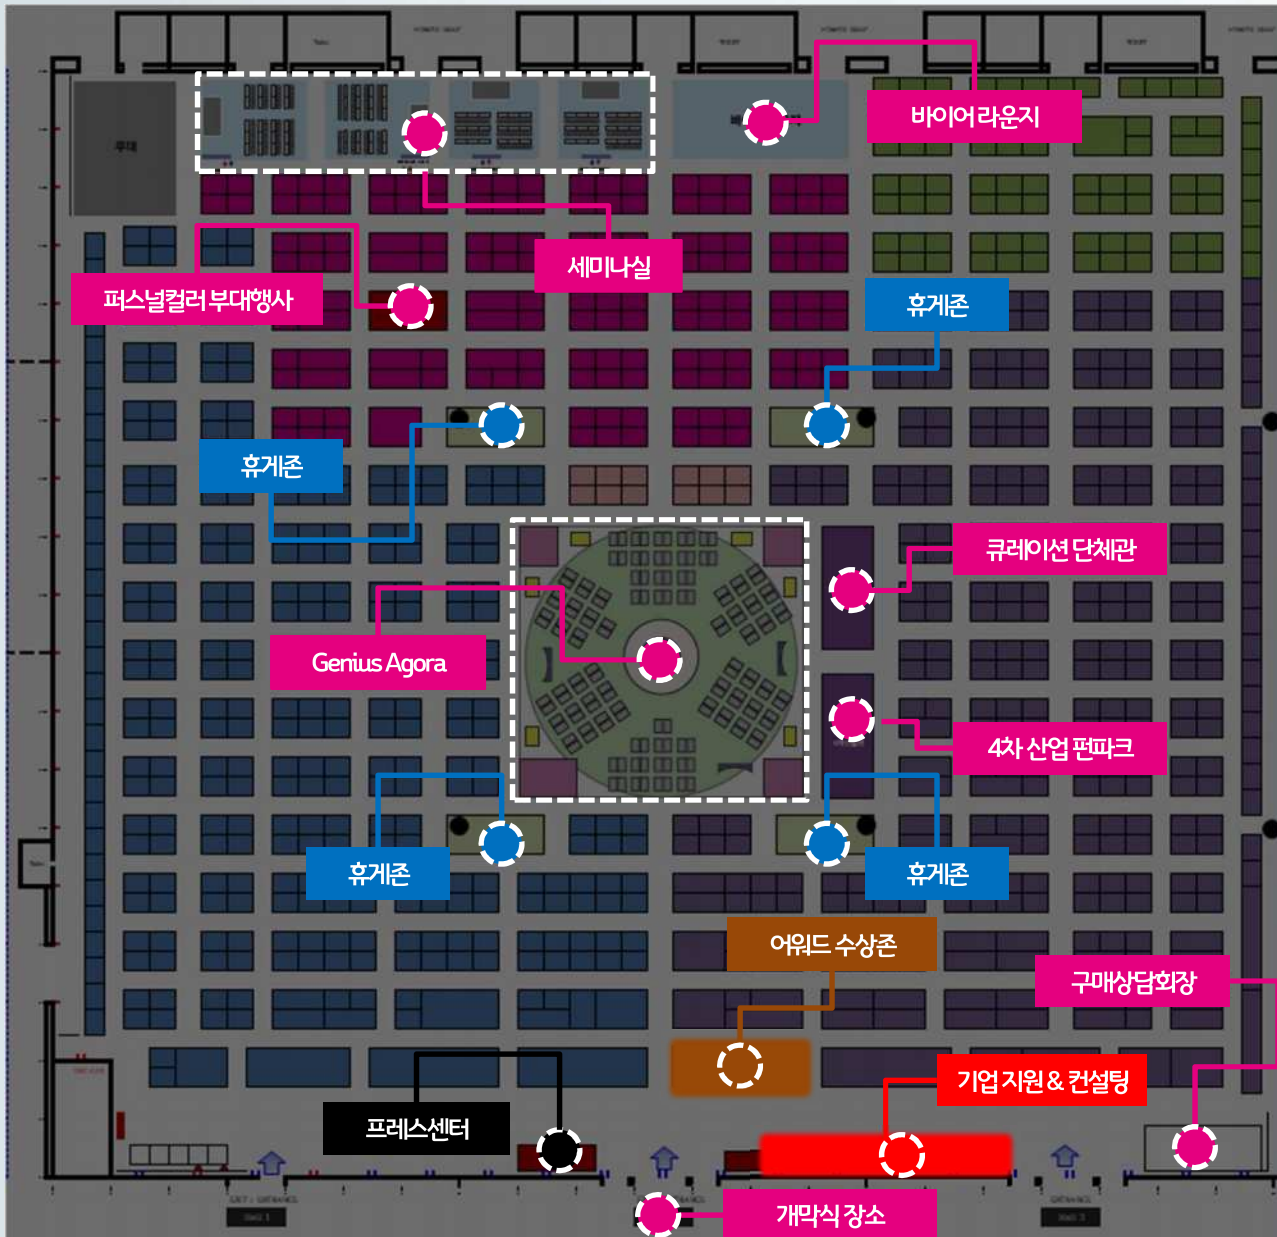 바이어 라운지
무대
세미나실
퍼스널컬러 부대행사
휴게존
휴게존
큐레이션 단체관
Genius Agora
4차 산업 펀파크
휴게존
휴게존
어워드 수상존
구매상담회장
기업 지원 & 컨설팅
프레스센터
개막식 장소